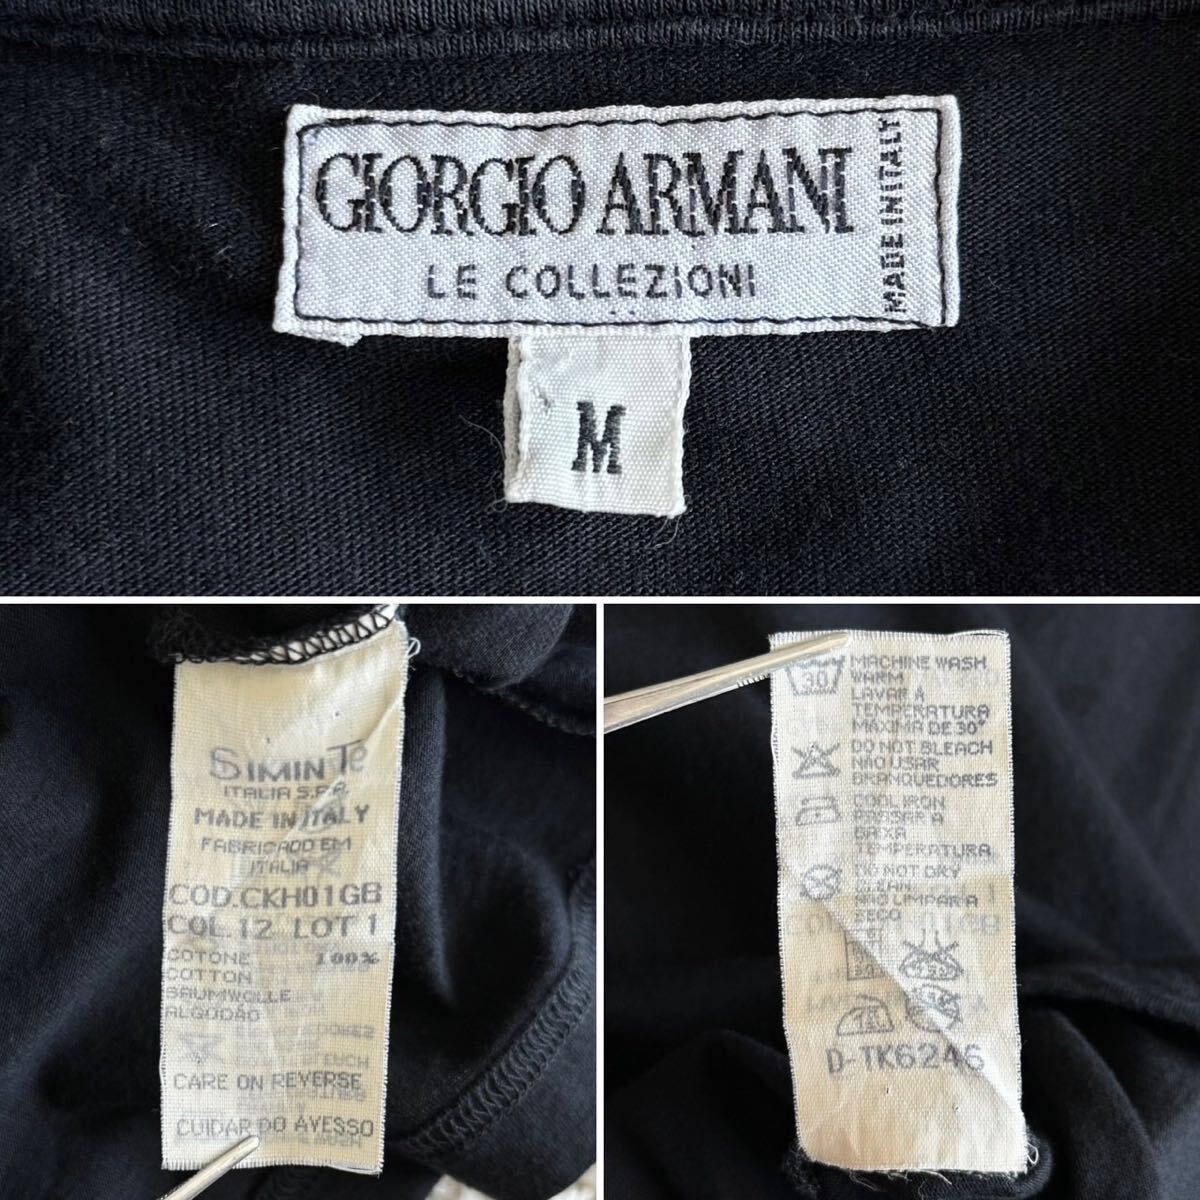 GIORGIO ARMANI
LE COLLEZIONI
MADE IN ITALY
M
SIMINTe
ITALIA S.P.A.
MADE IN ITALY
FABRICADO EM
ITALIA
COD.CKH01GB
COL.12 LOT 1
COTONE 100%
COTTON
BAUMWOLLE
ALGODÃO
CARE ON REVERSE
CUIDAR DO AVESSO
30
MACHINE WASH
WARM
LAVAR A
TEMPERATURA
MÁXIMA DE 30°
DO NOT BLEACH
NÃO USAR
BRANQUEDORES
COOL IRON
PASSAR A
BAIXA
TEMPERATURA
DO NOT DRY
CLEAN
NÃO LIMPAR A
SECO
D-TK6246